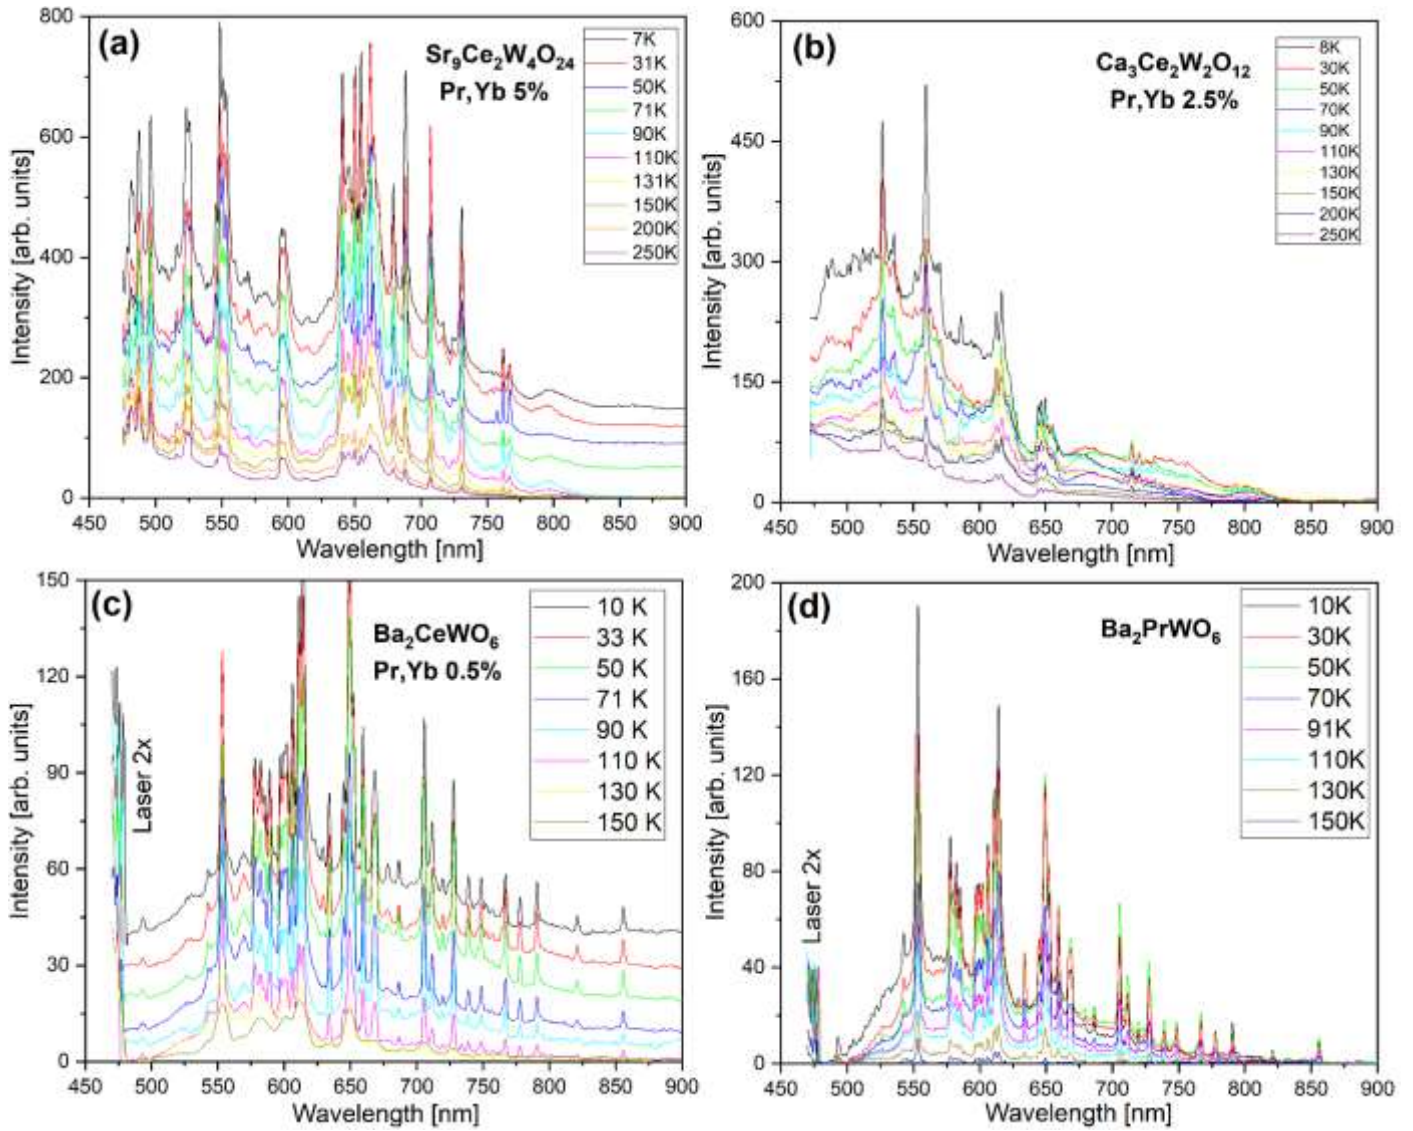 (a)
Sr₉Ce₂W₄O₂₄
Pr,Yb 5%
7K
31K
50K
71K
90K
110K
131K
150K
200K
250K
Intensity [arb. units]
800
600
400
200
0
450 500 550 600 650 700 750 800 850 900
Wavelength [nm]
(b)
Ca₃Ce₂W₂O₁₂
Pr,Yb 2.5%
8K
30K
50K
70K
90K
110K
130K
150K
200K
250K
Intensity [arb. units]
600
450
300
150
0
450 500 550 600 650 700 750 800 850 900
Wavelength [nm]
(c)
Ba₂CeWO₆
Pr,Yb 0.5%
10 K
33 K
50 K
71 K
90 K
110 K
130 K
150 K
Laser 2x
Intensity [arb. units]
150
120
90
60
30
0
450 500 550 600 650 700 750 800 850 900
Wavelength [nm]
(d)
Ba₂PrWO₆
10K
30K
50K
70K
91K
110K
130K
150K
Laser 2x
Intensity [arb. units]
200
160
120
80
40
0
450 500 550 600 650 700 750 800 850 900
Wavelength [nm]